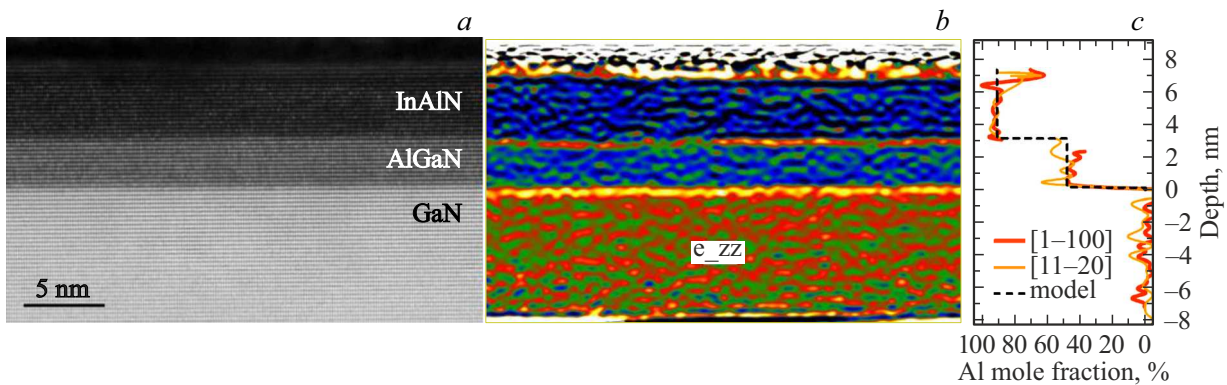 a
b
c
InAlN
AlGaN
GaN
5 nm
e_zz
8
6
4
2
0
–2
–4
–6
–8
Depth, nm
[1–100]
[11–20]
model
100 80 60 40 20 0
Al mole fraction, %